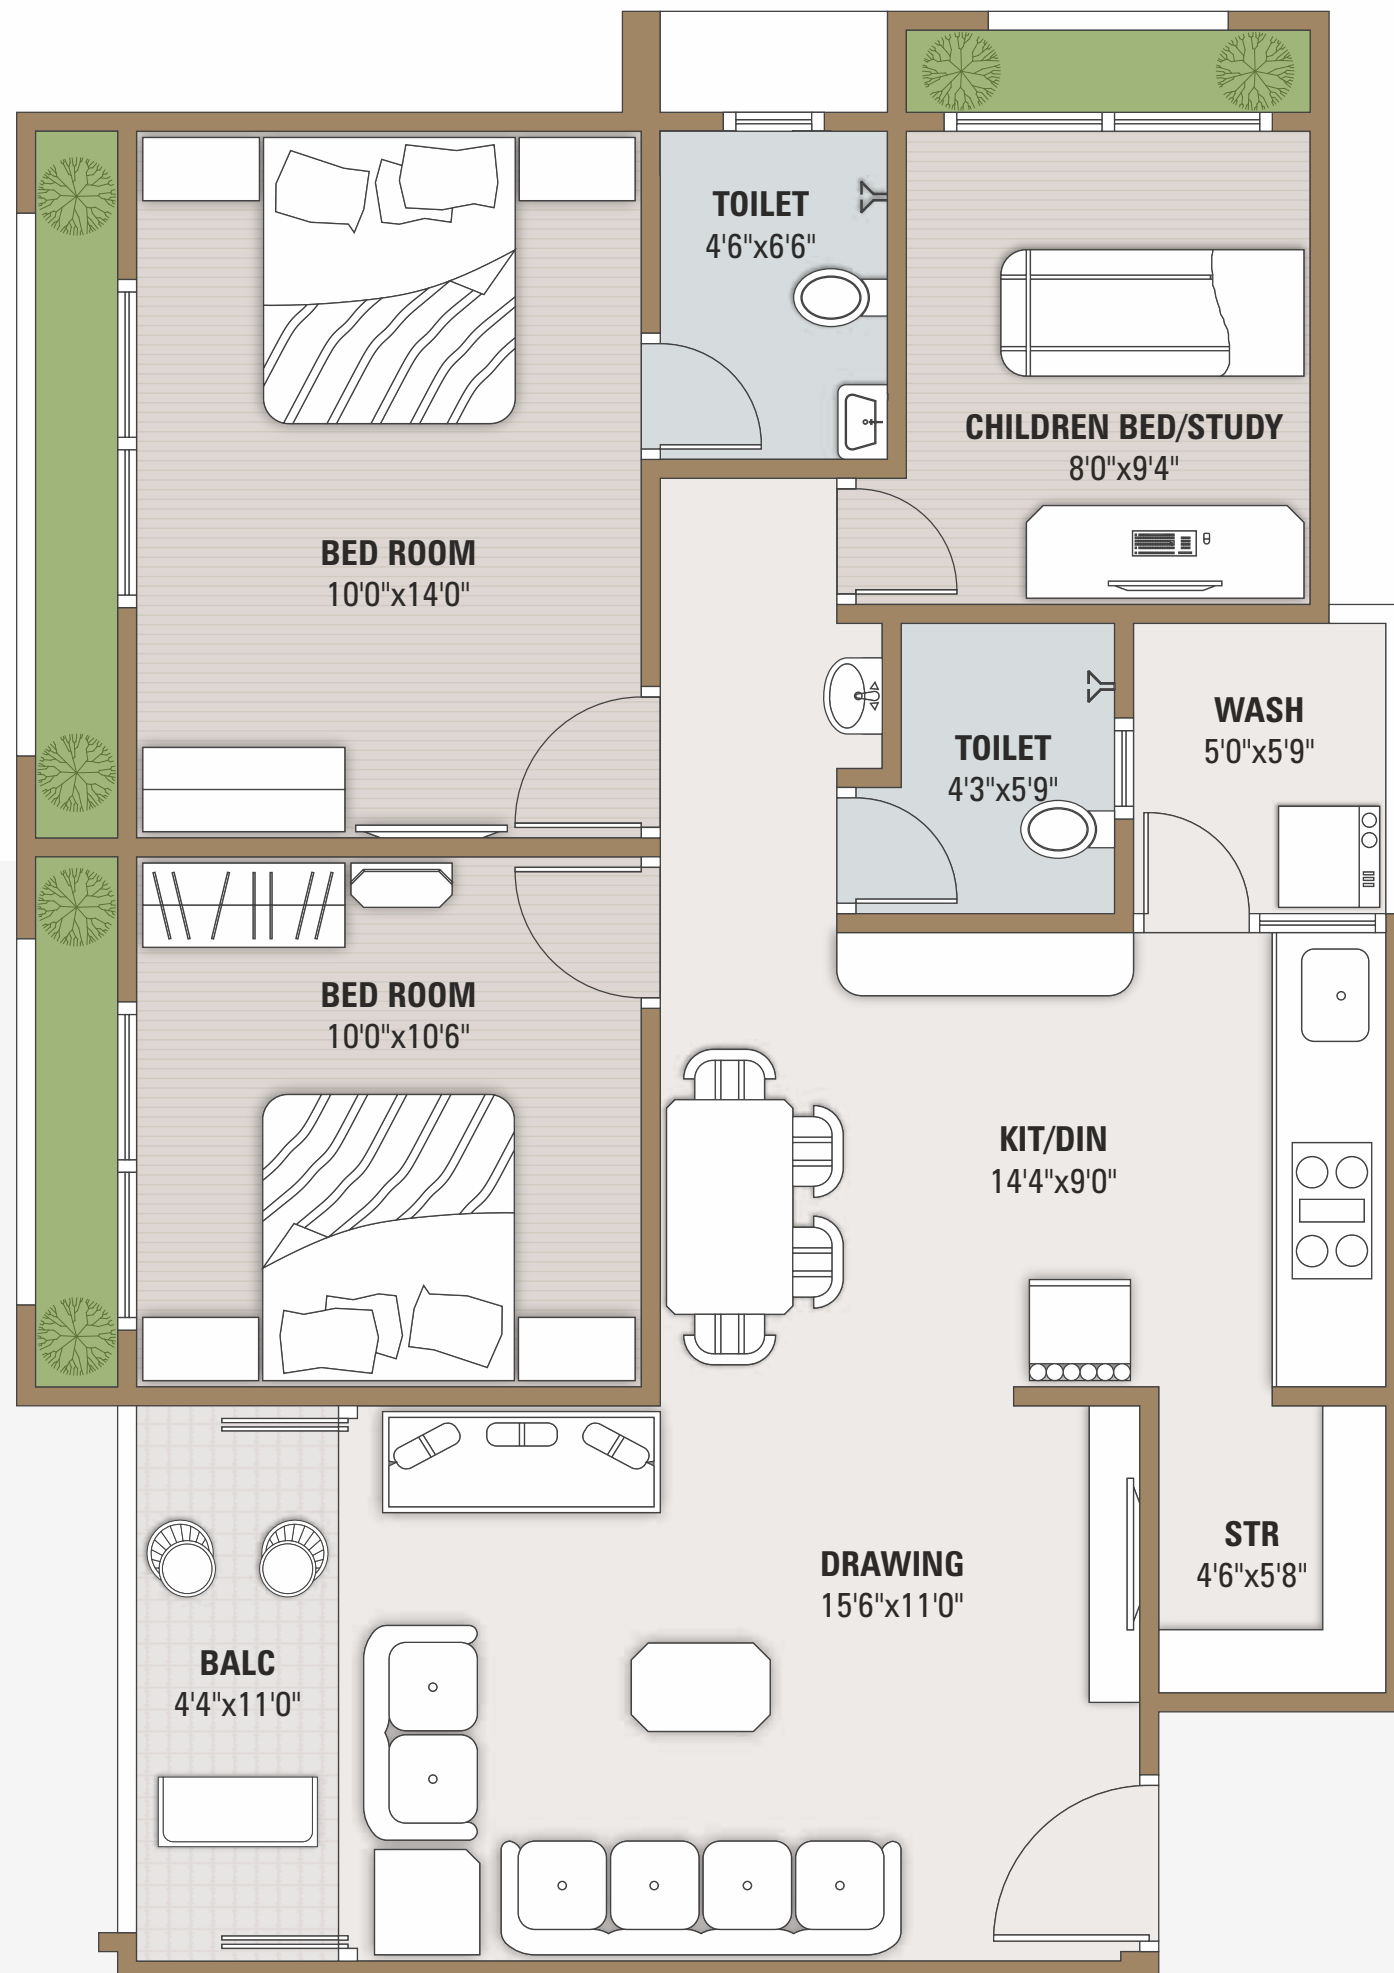 TOILET
4'6"x6'6"
CHILDREN BED/STUDY
8'0"x9'4"
BED ROOM
10'0"x14'0"
WASH
5'0"x5'9"
TOILET
4'3"x5'9"
BED ROOM
10'0"x10'6"
KIT/DIN
14'4"x9'0"
STR
4'6"x5'8"
DRAWING
15'6"x11'0"
BALC
4'4"x11'0"